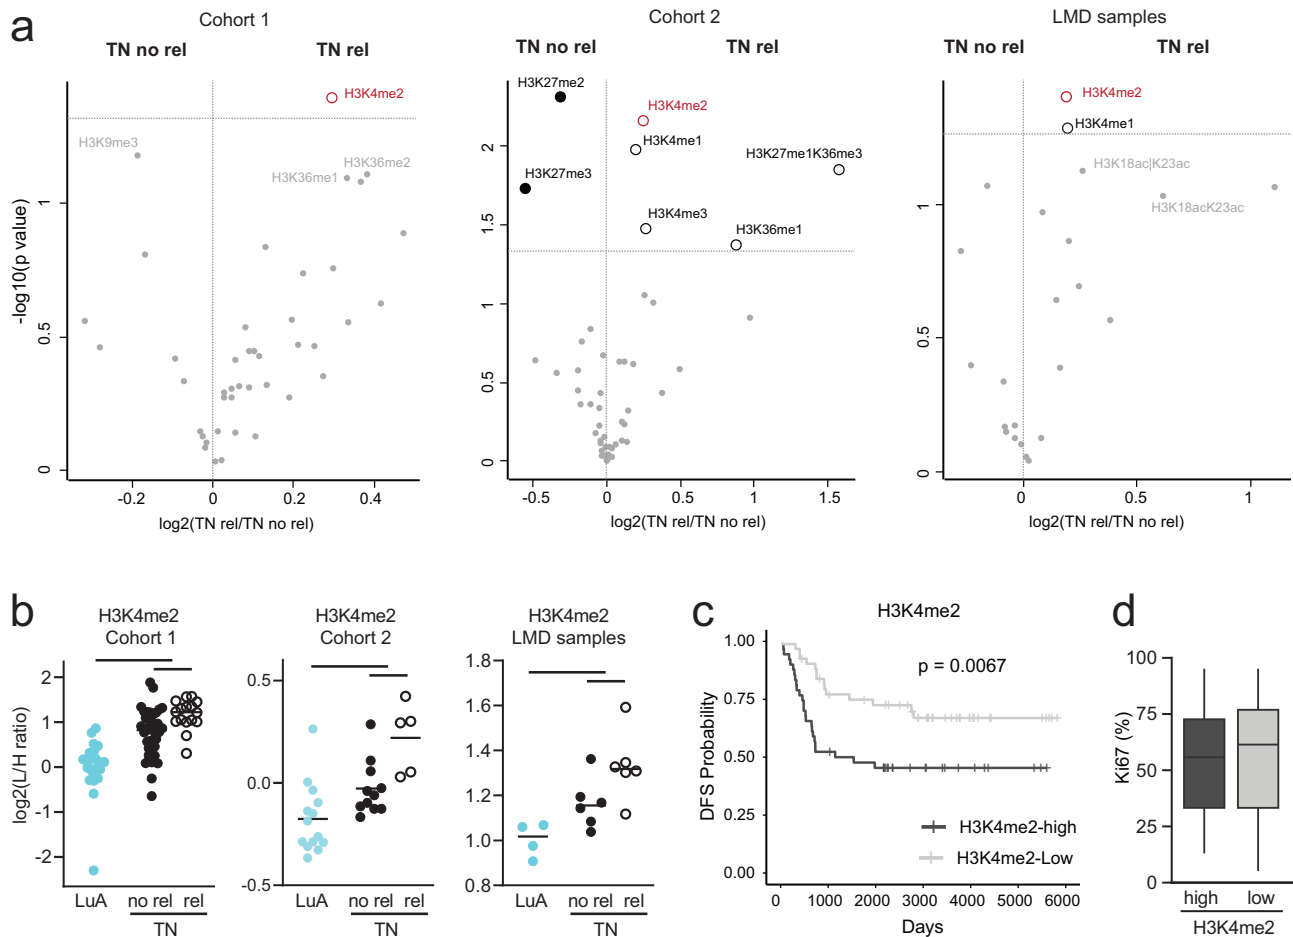 a
Cohort 1
TN no rel
TN rel
H3K4me2
H3K9me3
H3K36me2
H3K36me1
-log10(p value)
1
0.5
0
-0.2
0
0.2
0.4
log2(TN rel/TN no rel)
Cohort 2
TN no rel
TN rel
H3K27me2
H3K4me2
H3K4me1
H3K27me1K36me3
H3K27me3
H3K4me3
H3K36me1
2
1.5
1
0.5
0
-0.5
0
0.5
1
1.5
log2(TN rel/TN no rel)
LMD samples
TN no rel
TN rel
H3K4me2
H3K4me1
H3K18ac|K23ac
H3K18acK23ac
1
0.5
0
0
0.5
1
log2(TN rel/TN no rel)
b
H3K4me2
Cohort 1
log2(L/H ratio)
2
1
0
-1
-2
LuA
no rel
rel
TN
H3K4me2
Cohort 2
0.5
0.0
-0.5
LuA
no rel
rel
TN
H3K4me2
LMD samples
1.8
1.6
1.4
1.2
1.0
0.8
LuA
no rel
rel
TN
c
H3K4me2
p = 0.0067
DFS Probability
1.00
0.75
0.50
0.25
0.00
H3K4me2-high
H3K4me2-Low
0
1000
2000
3000
4000
5000
6000
Days
d
Ki67 (%)
100
75
50
25
0
high
low
H3K4me2